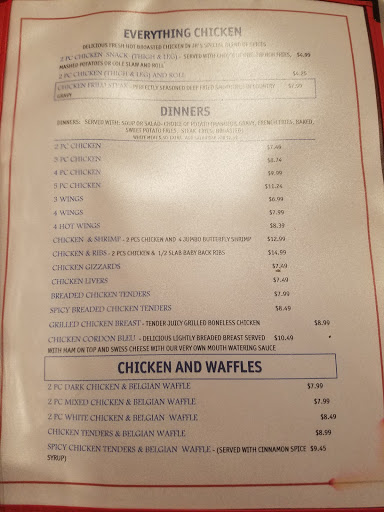 EVERYTHING CHICKEN
DELICIOUS FRESH HOT BROASTED CHICKEN IN SPECIAL BLEND OF SPICES
2 PC CHICKEN SNACK (THIGH & LEG) - SERVED WITH CHOICE OF FRIES, $4.99
MASHED POTATOES OR COLE SLAW AND ROLL
2 PC CHICKEN (THIGH & LEG) AND ROLL $4.25
CHICKEN FRIED STEAK - PERFECTLY SEASONED DEEP FRIED COUNTRY $7.99
GRAVY
DINNERS
DINNERS: SERVED WITH: SOUP OR SALAD-CHOICE OF POTATO (MASHED/GRAVY, FRENCH FRIES, BAKED,
SWEET POTATO FRIES,
2 PC CHICKEN $7.49
3 PC CHICKEN $8.74
4 PC CHICKEN $9.99
5 PC CHICKEN $11.24
3 WINGS $6.99
4 WINGS $7.99
4 HOT WINGS $8.39
CHICKEN & SHRIMP - 2 PCS CHICKEN AND 4 JUMBO BUTTERFLY SHRIMP $12.99
CHICKEN & RIBS - 2 PCS CHICKEN & 1/2 SLAB BABY BACK RIBS $14.99
CHICKEN GIZZARDS $7.49
CHICKEN LIVERS $7.49
BREADED CHICKEN TENDERS $7.99
SPICY BREADED CHICKEN TENDERS $8.49
GRILLED CHICKEN BREAST - TENDER JUICY GRILLED BONELESS CHICKEN $8.99
CHICKEN CORDON BLEU - DELICIOUS LIGHTLY BREADED BREAST SERVED $10.49
WITH MAM ON TOP AND SWISS CHEESE WITH OUR VERY OWN MOUTH WATERING SAUCE
CHICKEN AND WAFFLES
2 PC DARK CHICKEN & BELGIAN WAFFLE $7.99
2 PC MIXED CHICKEN & BELGIAN WAFFLE $7.99
2 PC WHITE CHICKEN & BELGIAN WAFFLE $8.49
CHICKEN TENDERS & BELGIAN WAFFLE $8.99
SPICY CHICKEN TENDERS & BELGIAN WAFFLE - (SERVED WITH CINNAMON SPICE $9.45
SYRUP)